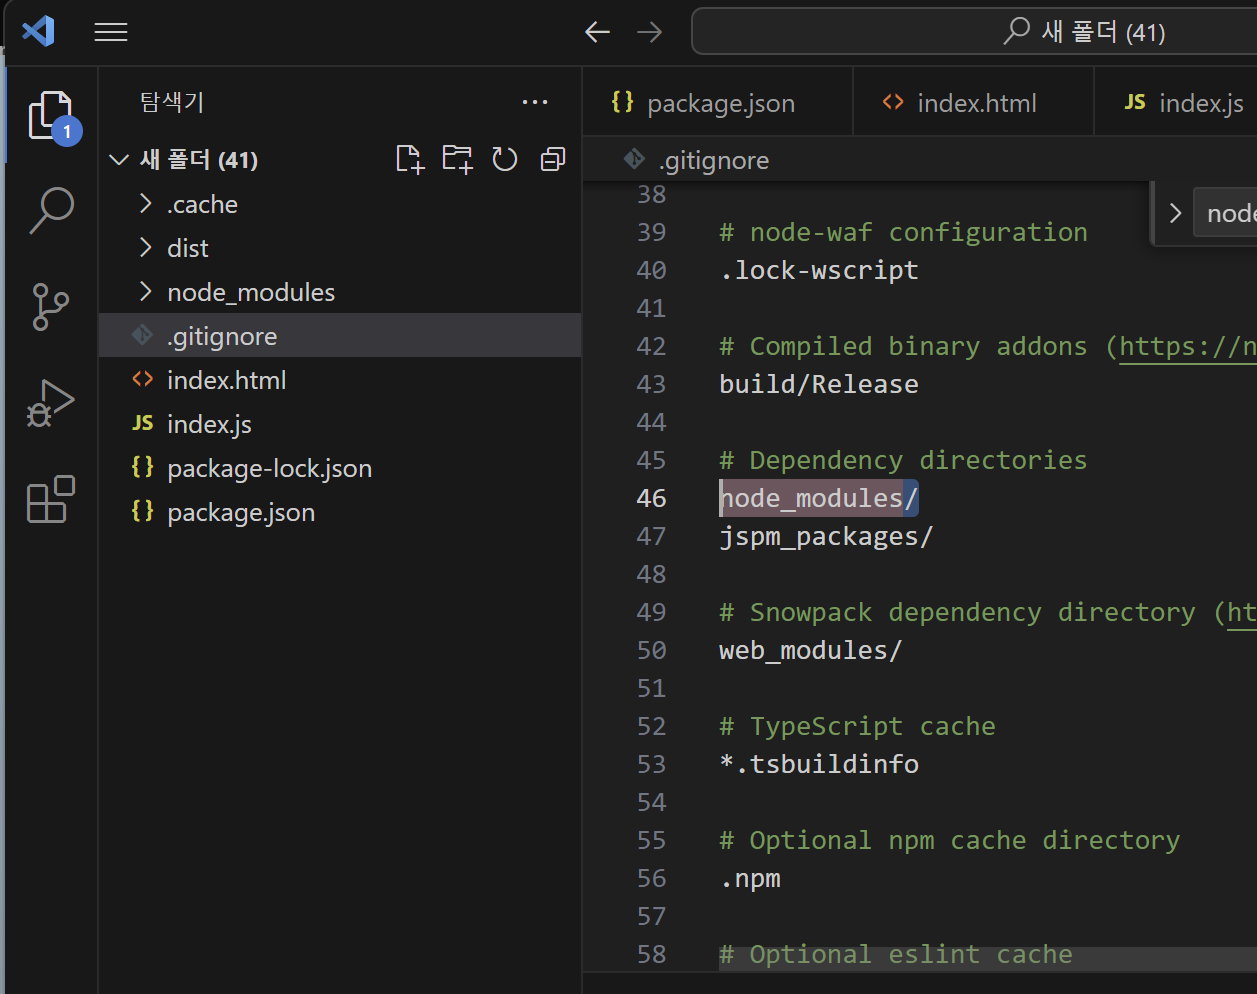 새 폴더 (41)
1
탐색기
새 폴더 (41)
.cache
dist
node_modules
.gitignore
index.html
JS index.js
{} package-lock.json
{} package.json
{} package.json
index.html
JS index.js
.gitignore
node
38
39 # node-waf configuration
40 .lock-wscript
41
42 # Compiled binary addons (https://n
43 build/Release
44
45 # Dependency directories
46 node_modules/
47 jspm_packages/
48
49 # Snowpack dependency directory (ht
50 web_modules/
51
52 # TypeScript cache
53 *.tsbuildinfo
54
55 # Optional npm cache directory
56 .npm
57
58 # Optional eslint cache